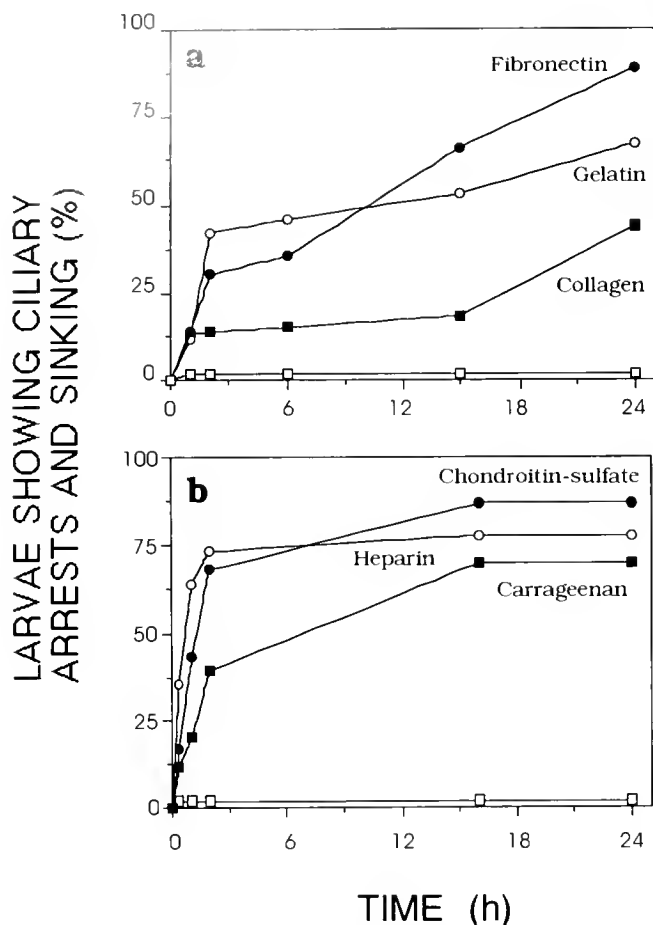 LARVAE SHOWING CILIARY
ARRESTS AND SINKING (%)
a
100
75
50
25
0
Fibronectin
Gelatin
Collagen
0 6 12 18 24
b
100
75
50
25
0
Chondroitin-sulfate
Heparin
Carrageenan
0 6 12 18 24
TIME (h)